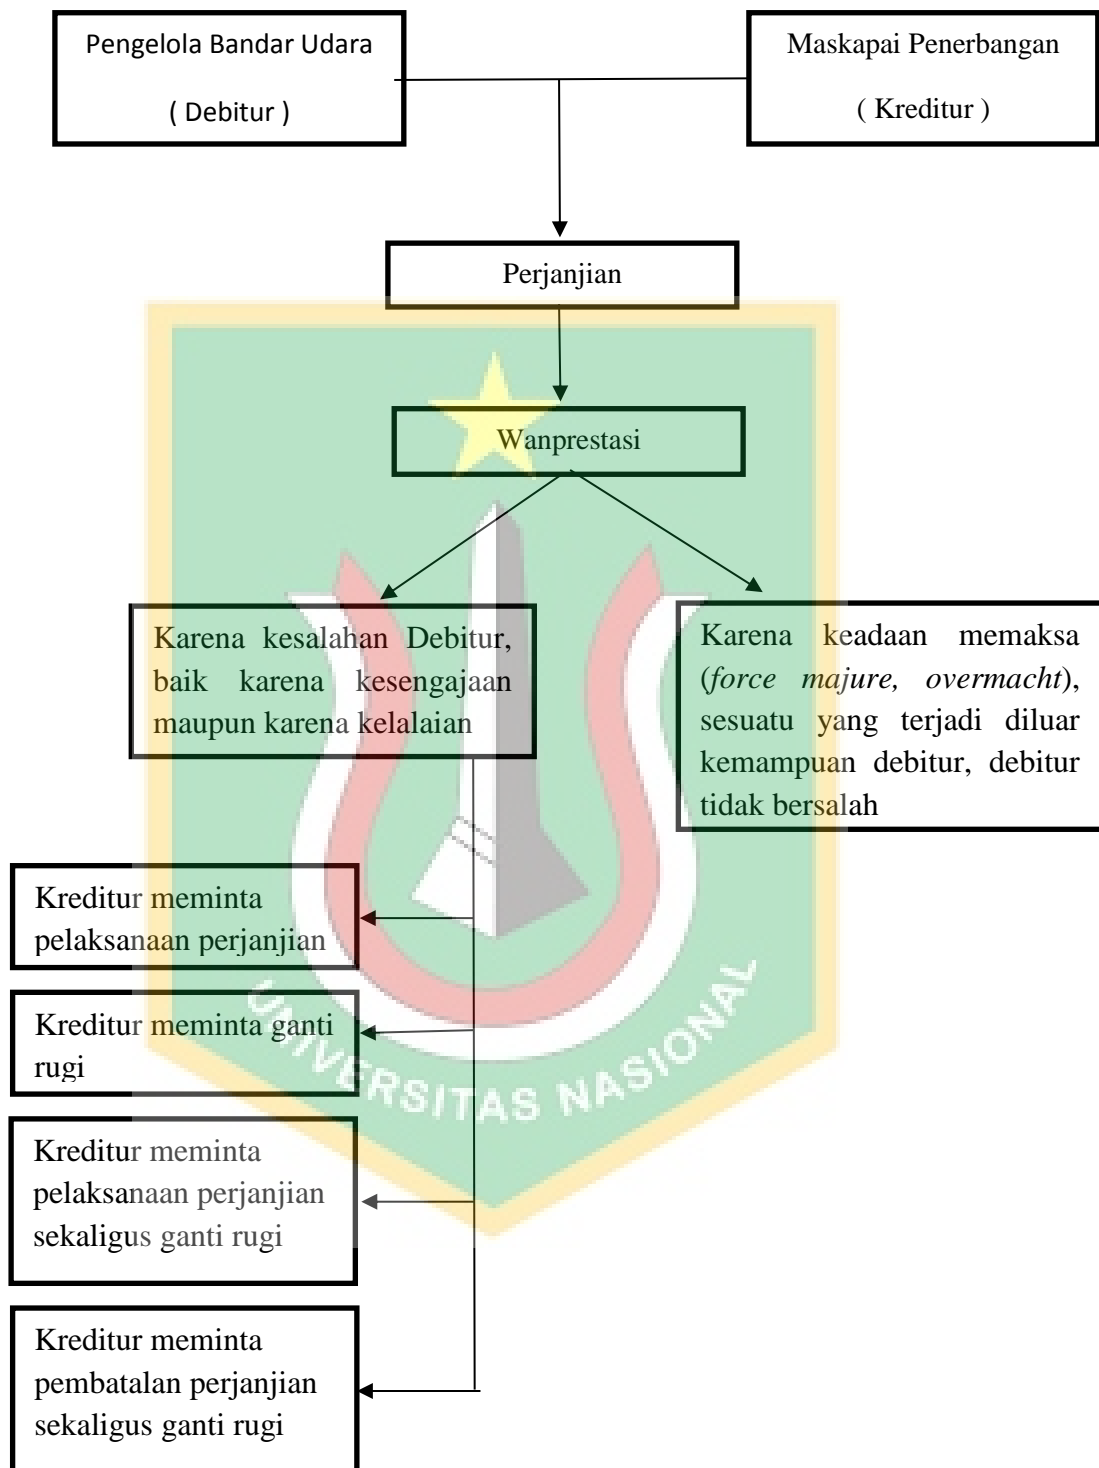 Pengelola Bandar Udara
( Debitur )
Maskapai Penerbangan
( Kreditur )
Perjanjian
Wanprestasi
Karena kesalahan Debitur,
baik karena kesengajaan
maupun karena kelalaian
Karena keadaan memaksa
(force majure, overmacht),
sesuatu yang terjadi diluar
kemampuan debitur, debitur
tidak bersalah
Kreditur meminta
pelaksanaan perjanjian
Kreditur meminta ganti
rugi
Kreditur meminta
pelaksanaan perjanjian
sekaligus ganti rugi
Kreditur meminta
pembatalan perjanjian
sekaligus ganti rugi
UNIVERSITAS NASIONAL